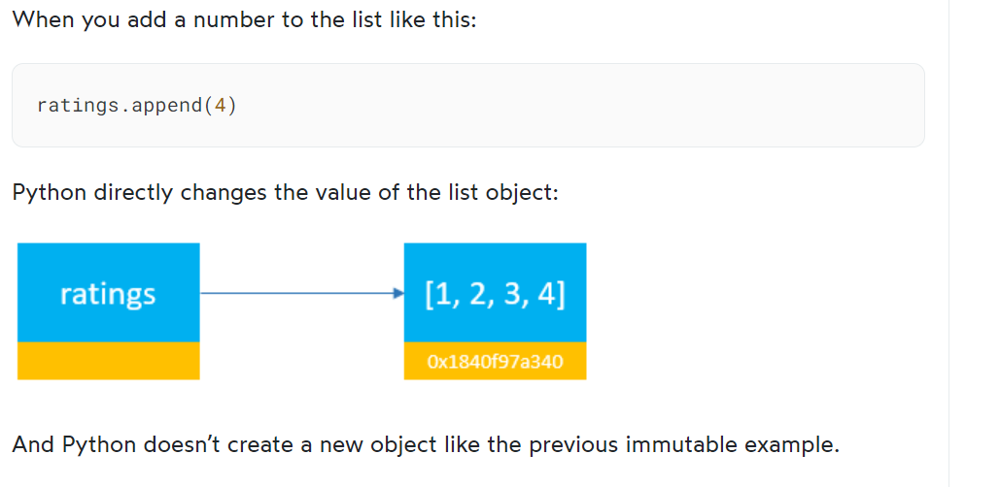 When you add a number to the list like this:
ratings.append(4)
Python directly changes the value of the list object:
ratings
[1, 2, 3, 4]
0x1840f97a340
And Python doesn’t create a new object like the previous immutable example.